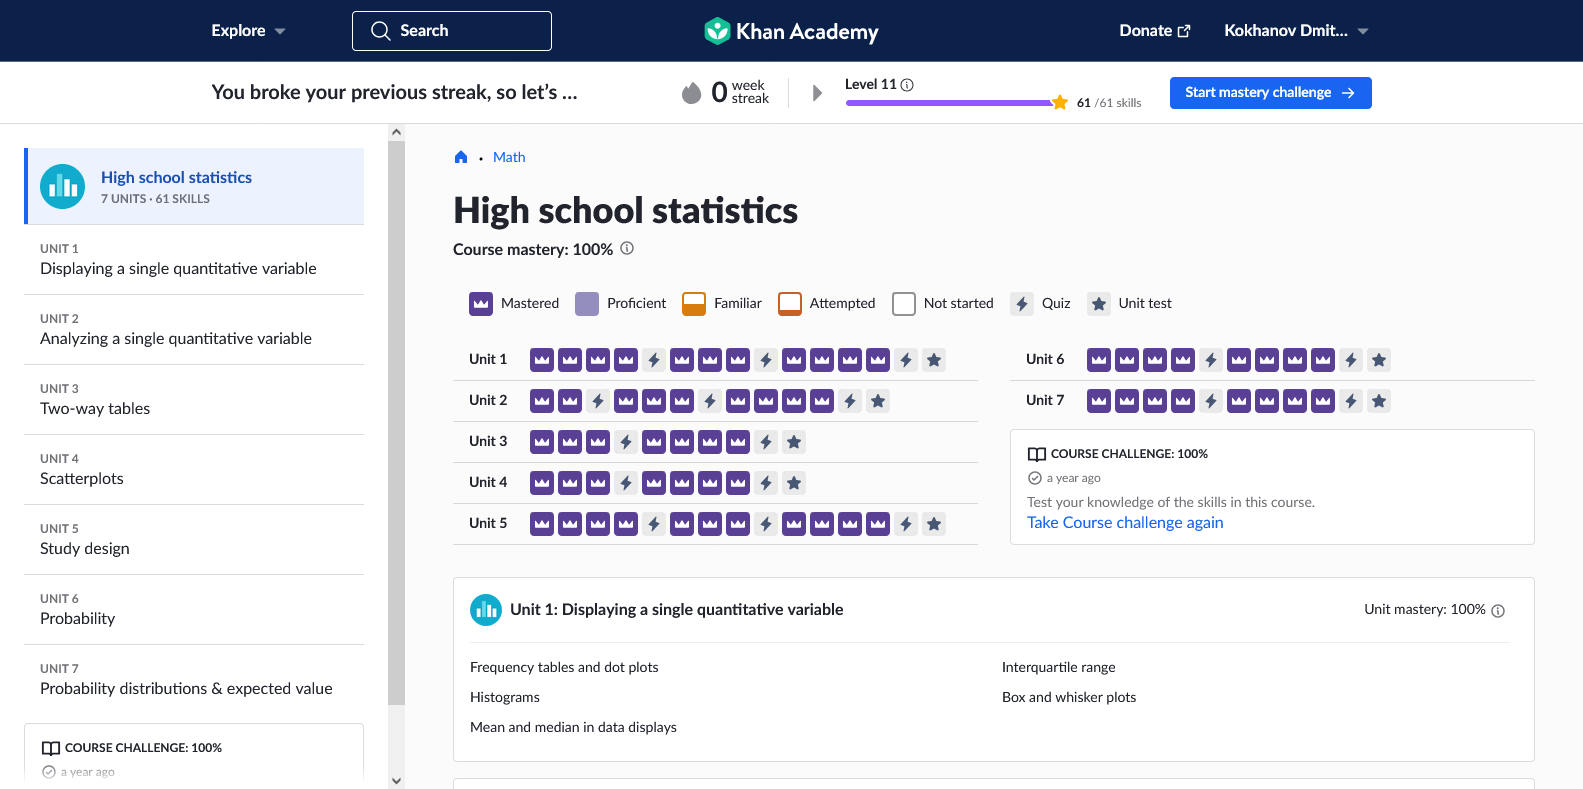 Explore
Search
Khan Academy
Donate
Kokhanov Dmit...
You broke your previous streak, so let's ...
0 week streak
Level 11
61 /61 skills
Start mastery challenge
High school statistics
7 UNITS · 61 SKILLS
UNIT 1
Displaying a single quantitative variable
UNIT 2
Analyzing a single quantitative variable
UNIT 3
Two-way tables
UNIT 4
Scatterplots
UNIT 5
Study design
UNIT 6
Probability
UNIT 7
Probability distributions & expected value
COURSE CHALLENGE: 100%
a year ago
Math
High school statistics
Course mastery: 100%
Mastered
Proficient
Familiar
Attempted
Not started
Quiz
Unit test
Unit 1
Unit 2
Unit 3
Unit 4
Unit 5
Unit 6
Unit 7
COURSE CHALLENGE: 100%
a year ago
Test your knowledge of the skills in this course.
Take Course challenge again
Unit 1: Displaying a single quantitative variable
Unit mastery: 100%
Frequency tables and dot plots
Histograms
Mean and median in data displays
Interquartile range
Box and whisker plots